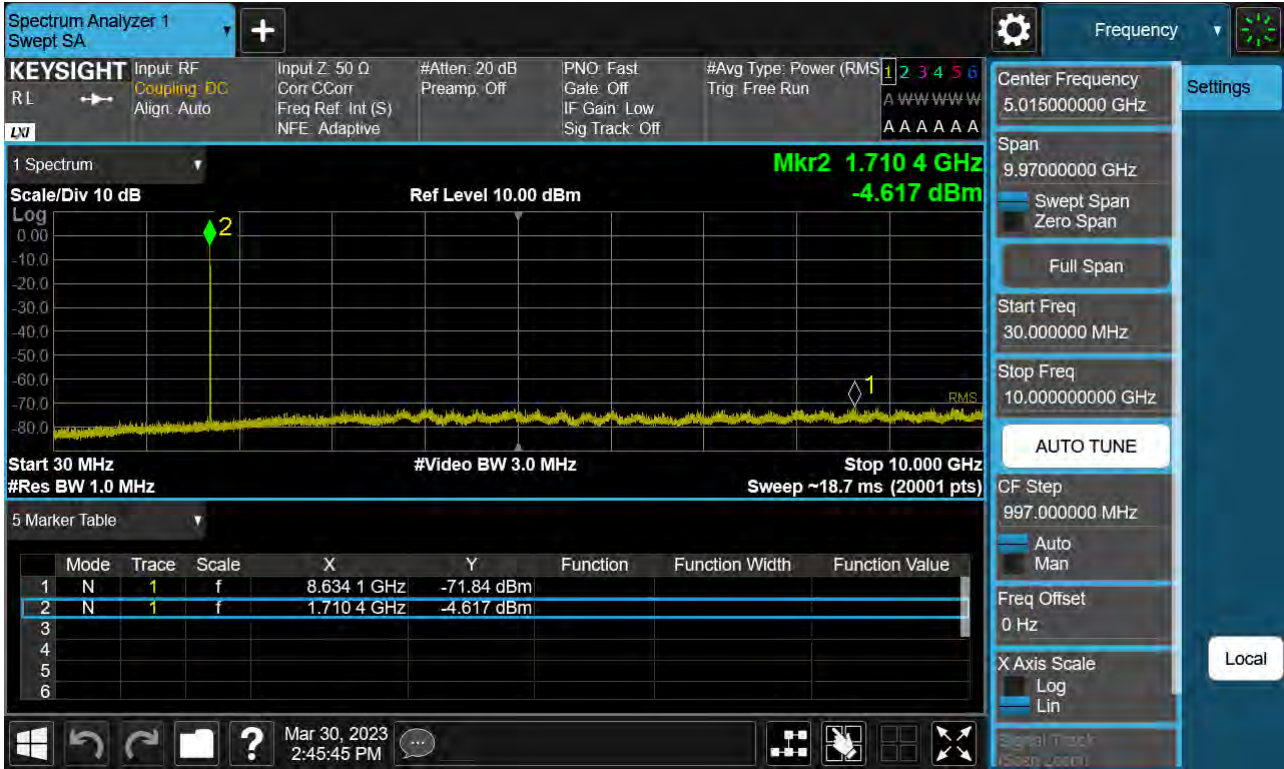 Spectrum Analyzer 1
Swept SA
+
Frequency
KEYSIGHT
RL
LXI
Input: RF
Coupling: DC
Align: Auto
Input Z: 50 Ω
Corr CCorr
Freq Ref: Int (S)
NFE: Adaptive
#Atten: 20 dB
Preamp: Off
PNO: Fast
Gate: Off
IF Gain: Low
Sig Track: Off
#Avg Type: Power (RMS
Trig: Free Run
1 2 3 4 5 6
A W W W W W
A A A A A A
1 Spectrum
Mkr2 1.710 4 GHz
-4.617 dBm
Scale/Div 10 dB
Ref Level 10.00 dBm
Log
0.00
-10.0
-20.0
-30.0
-40.0
-50.0
-60.0
-70.0
-80.0
2
1
RMS
Start 30 MHz
#Video BW 3.0 MHz
Stop 10.000 GHz
#Res BW 1.0 MHz
Sweep ~18.7 ms (20001 pts)
5 Marker Table
Mode Trace Scale X Y Function Function Width Function Value
1 N 1 f 8.634 1 GHz -71.84 dBm
2 N 1 f 1.710 4 GHz -4.617 dBm
3
4
5
6
?
Mar 30, 2023
2:45:45 PM
Center Frequency
5.015000000 GHz
Settings
Span
9.97000000 GHz
Swept Span
Zero Span
Full Span
Start Freq
30.000000 MHz
Stop Freq
10.000000000 GHz
AUTO TUNE
CF Step
997.000000 MHz
Auto
Man
Freq Offset
0 Hz
X Axis Scale
Log
Lin
Local
Signal Track
(Span Zoom)